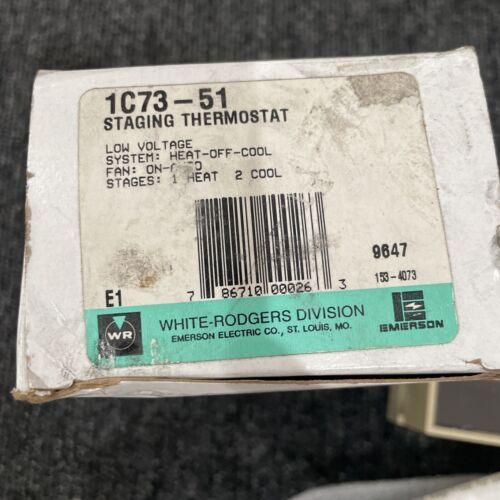 1C73-51
STAGING THERMOSTAT
LOW VOLTAGE
SYSTEM: HEAT-OFF-COOL
FAN: ON-AUTO
STAGES: 1 HEAT 2 COOL
9647
153-4073
E1
7 86710 00026 3
WR
WHITE-RODGERS DIVISION
EMERSON ELECTRIC CO., ST. LOUIS, MO.
EMERSON